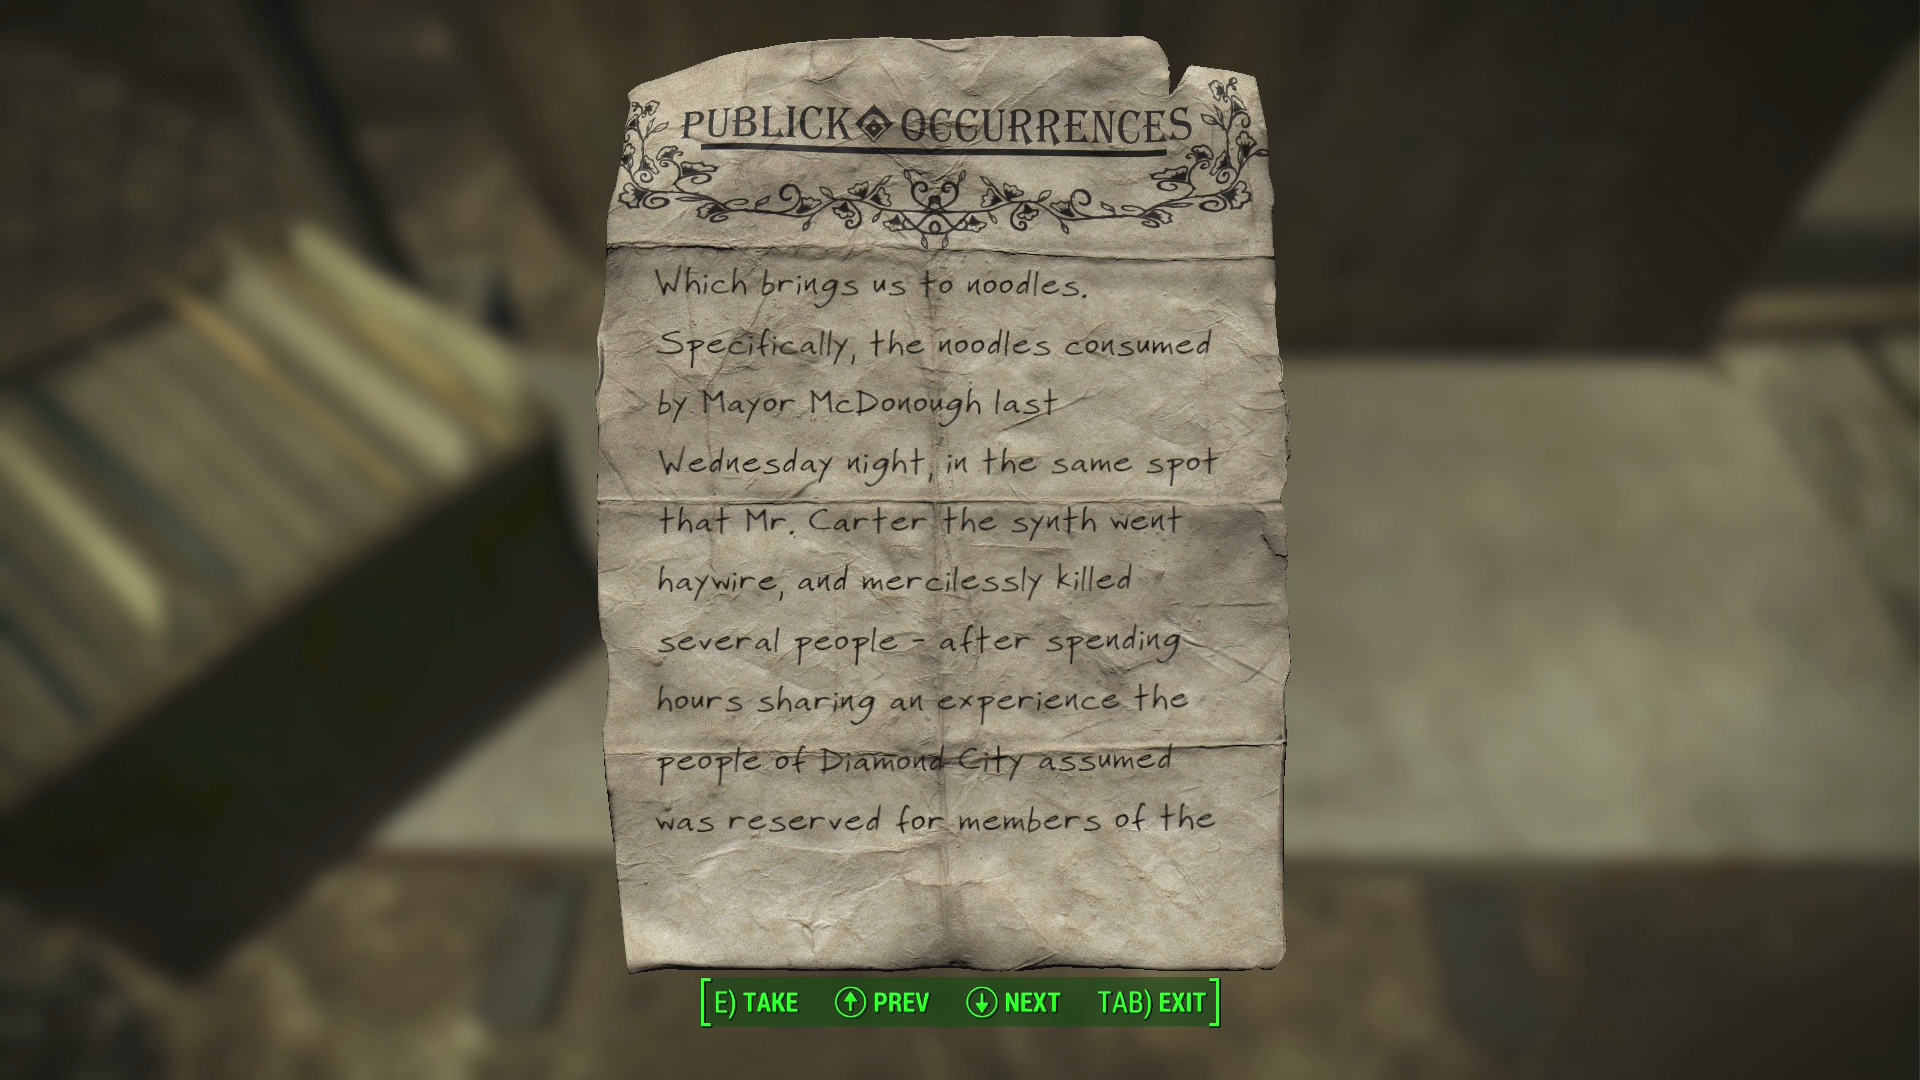 PUBLICK OCCURRENCES
Which brings us to noodles.
Specifically, the noodles consumed
by Mayor McDonough last
Wednesday night, in the same spot
that Mr. Carter the synth went
haywire, and mercilessly killed
several people - after spending
hours sharing an experience the
people of Diamond City assumed
was reserved for members of the
E) TAKE PREV NEXT TAB) EXIT